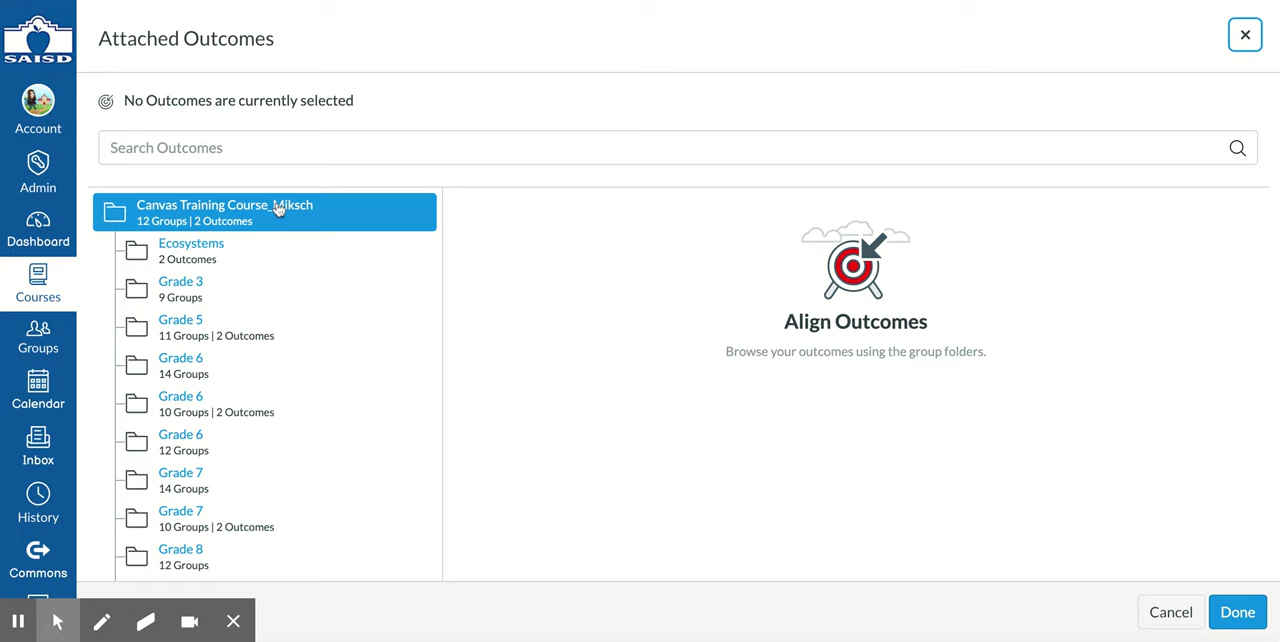 SAISD
Account
Admin
Dashboard
Courses
Groups
Calendar
Inbox
History
Commons
Attached Outcomes
No Outcomes are currently selected
Search Outcomes
Canvas Training Course_Miksch
12 Groups | 2 Outcomes
Ecosystems
2 Outcomes
Grade 3
9 Groups
Grade 5
11 Groups | 2 Outcomes
Grade 6
14 Groups
Grade 6
10 Groups | 2 Outcomes
Grade 6
12 Groups
Grade 7
14 Groups
Grade 7
10 Groups | 2 Outcomes
Grade 8
12 Groups
Align Outcomes
Browse your outcomes using the group folders.
Cancel
Done